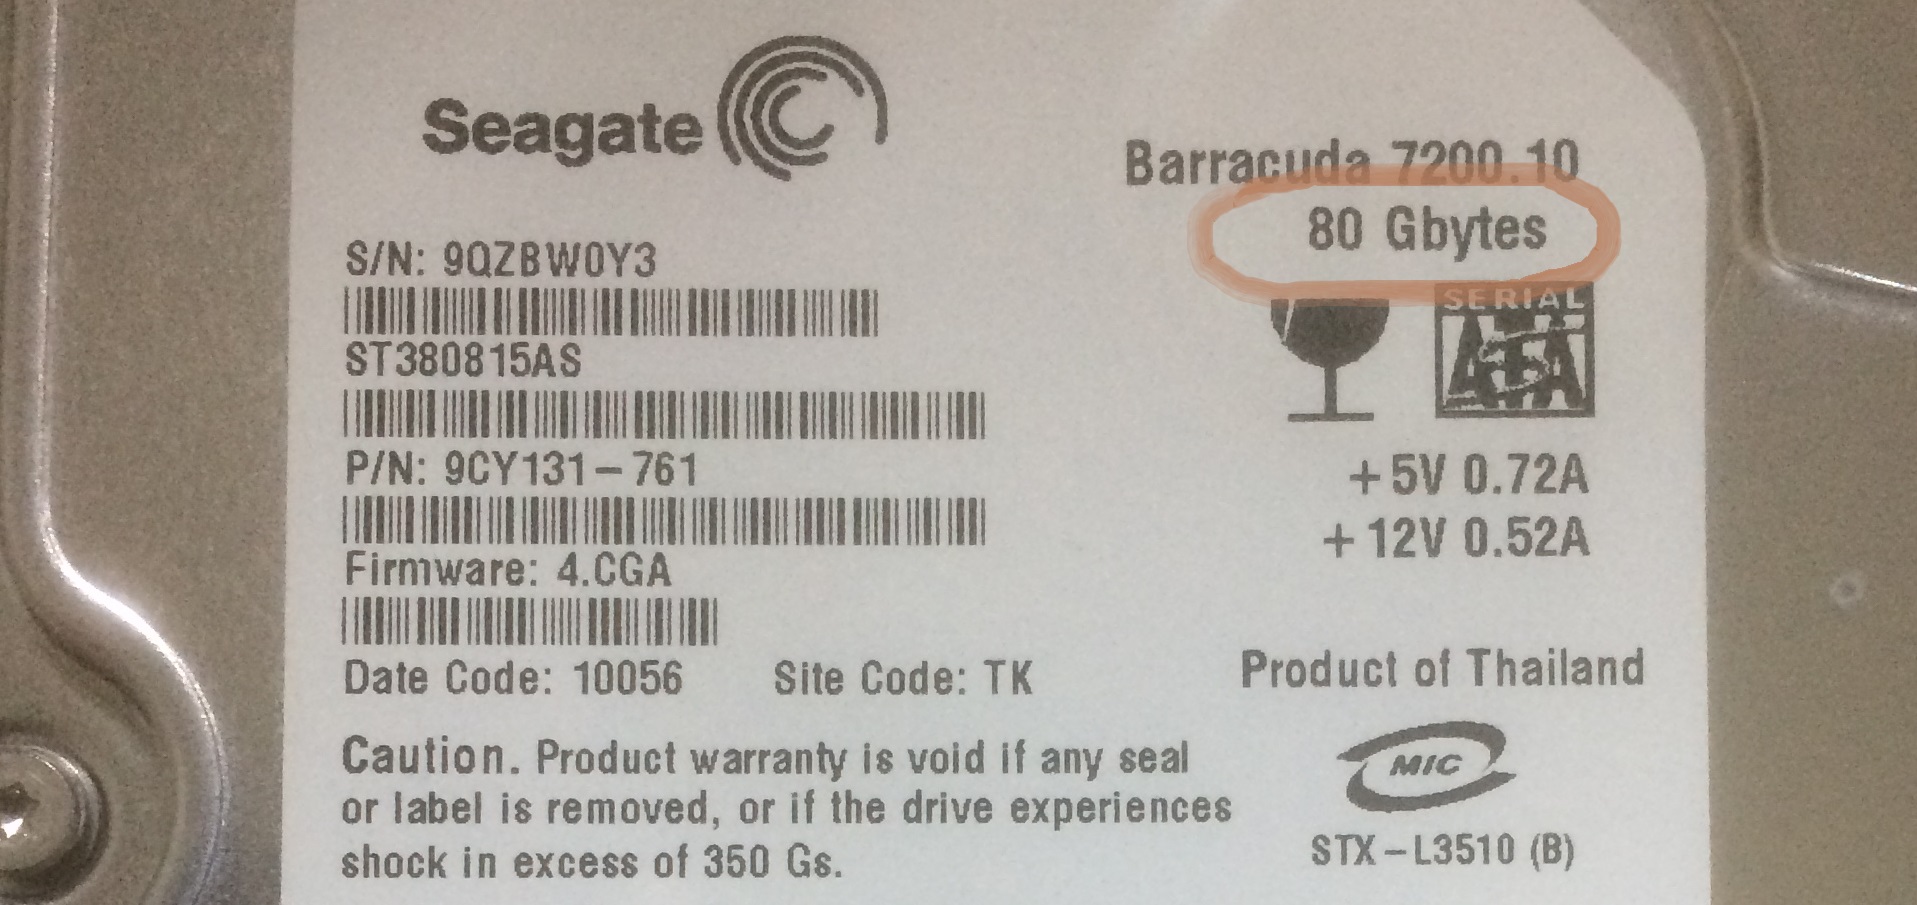 Seagate
Barracuda 7200.10
80 Gbytes
S/N: 9QZBW0Y3
SERIAL
ATA
ST380815AS
P/N: 9CY131-761
+5V 0.72A
+12V 0.52A
Firmware: 4.CGA
Date Code: 10056 Site Code: TK
Product of Thailand
Caution. Product warranty is void if any seal
or label is removed, or if the drive experiences
shock in excess of 350 Gs.
MIC
STX-L3510 (B)